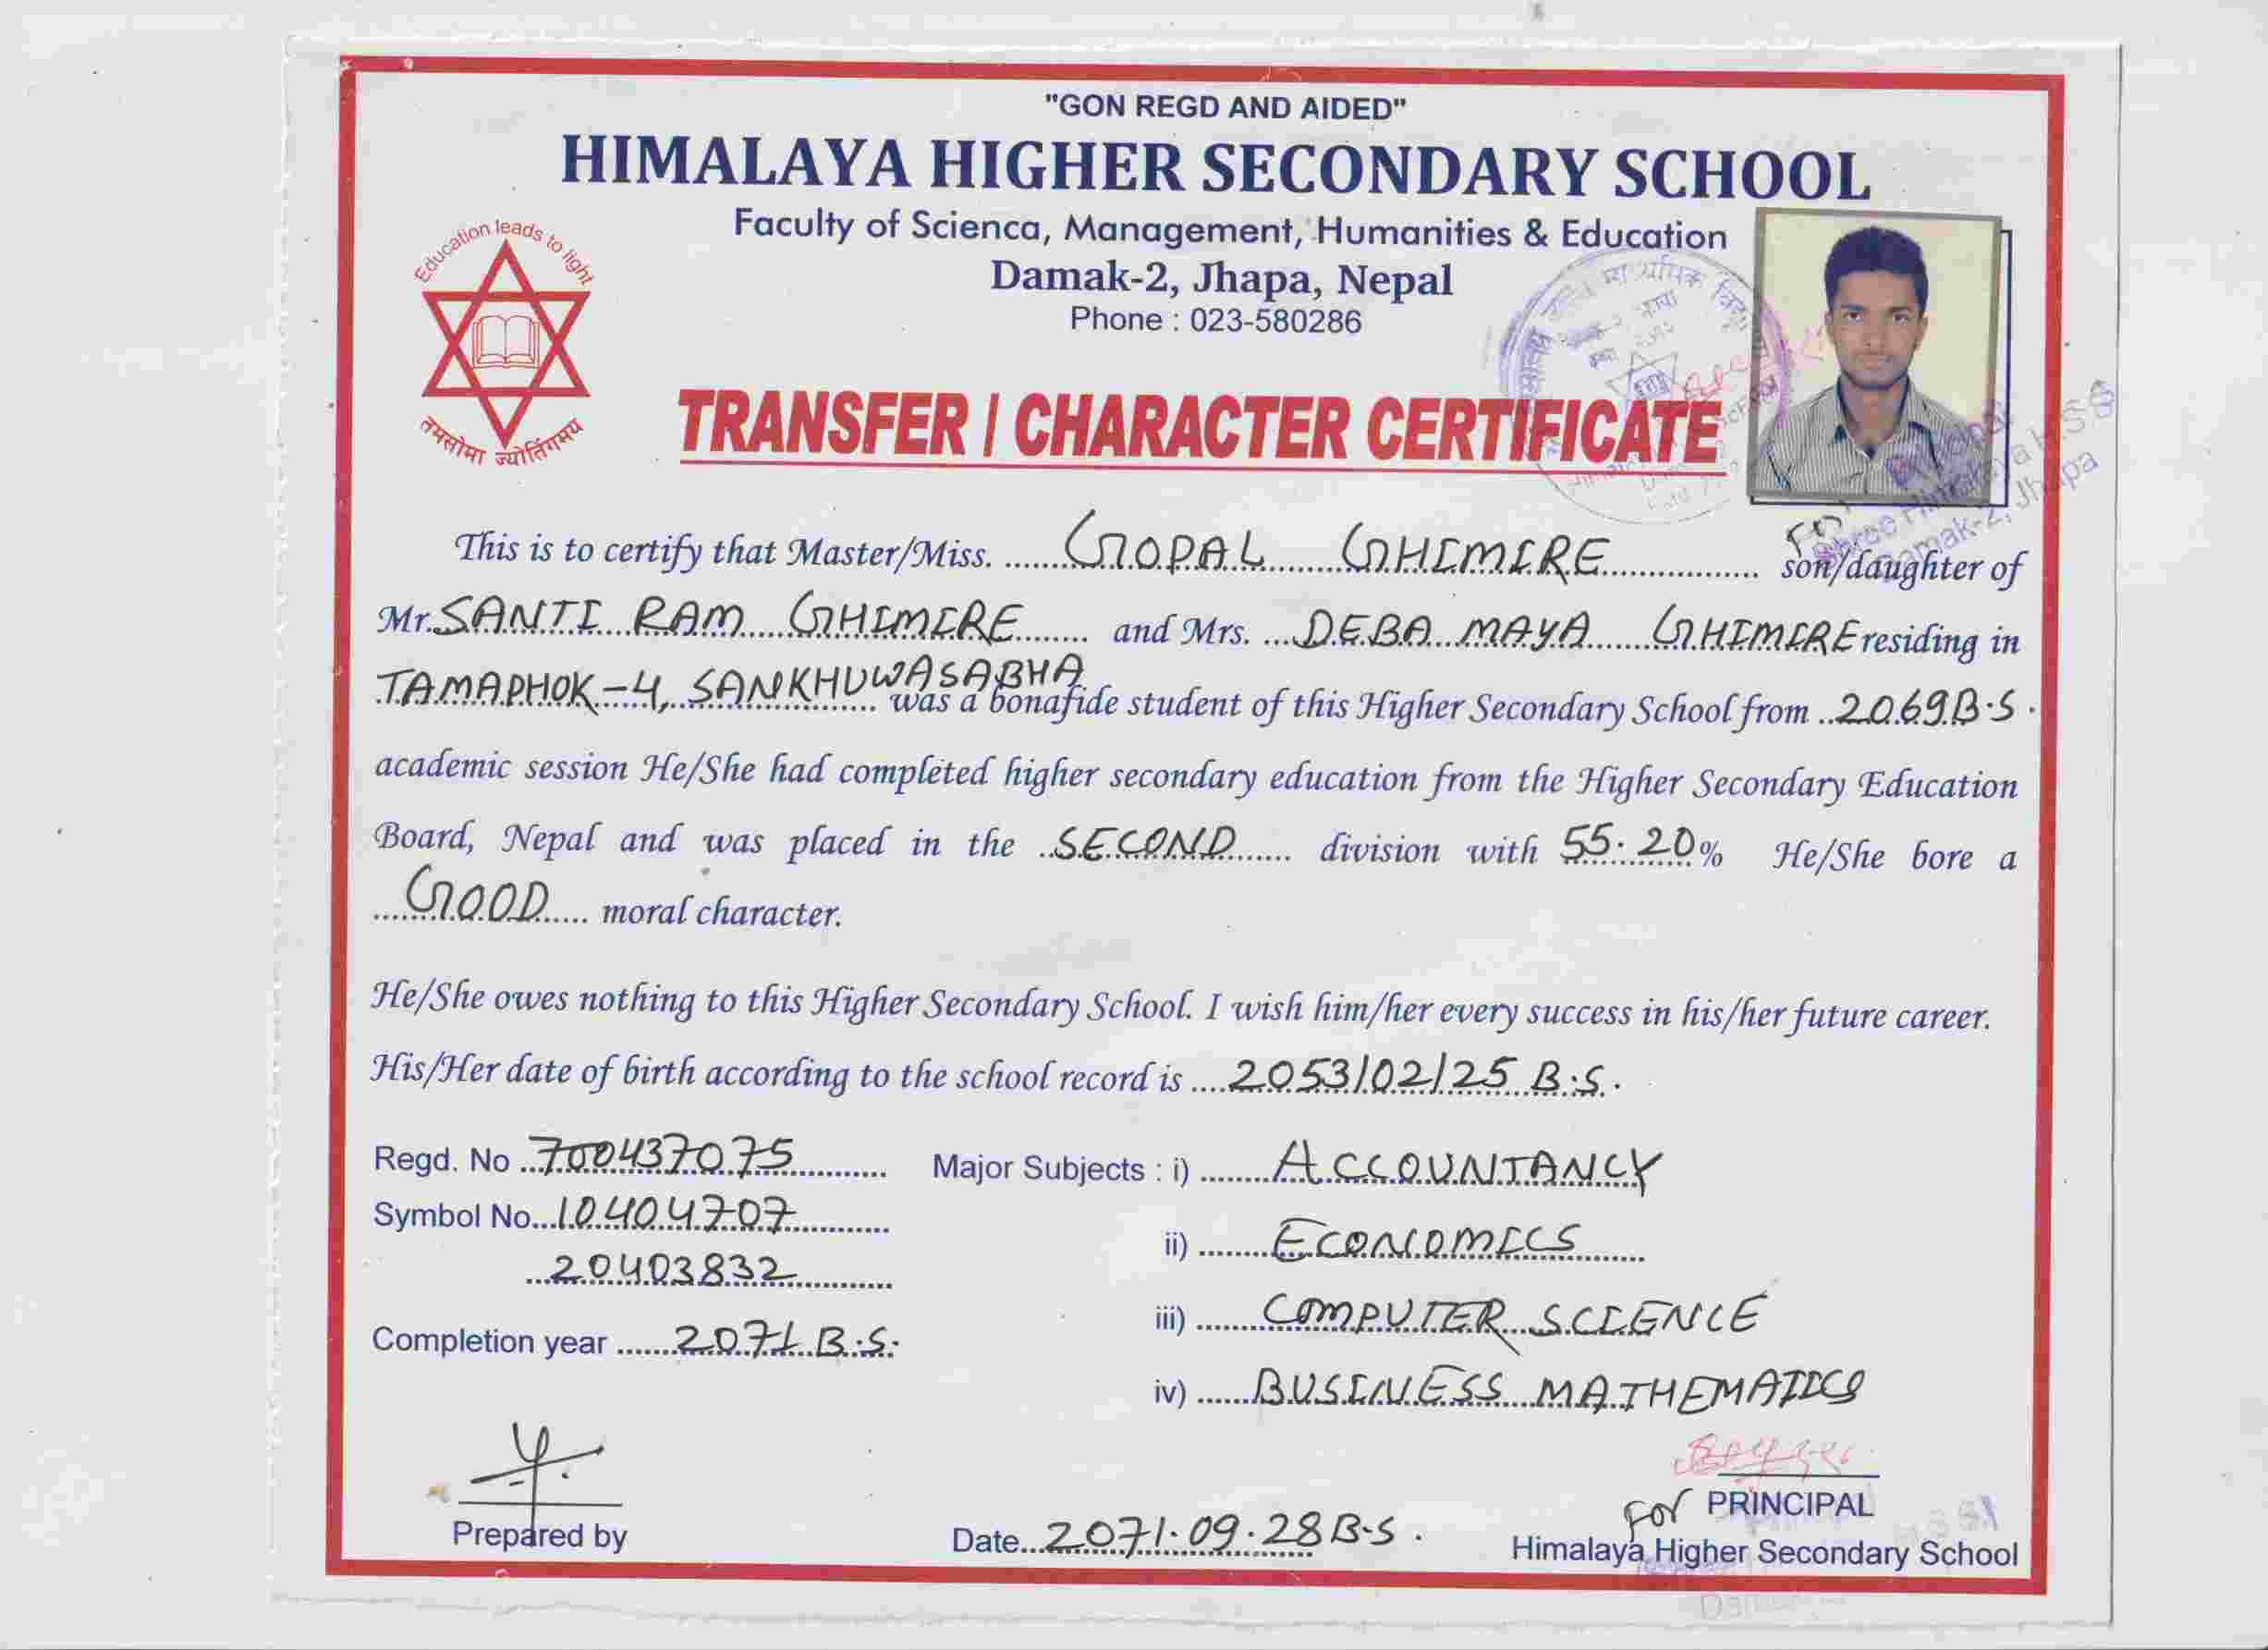 "GON REGD AND AIDED"
HIMALAYA HIGHER SECONDARY SCHOOL
Faculty of Scienca, Management, Humanities & Education
Damak-2, Jhapa, Nepal
Phone : 023-580286
Education leads to light
तमसोमा ज्योतिंगमय
TRANSFER / CHARACTER CERTIFICATE
Principal
Shree Himalaya H.S.S
Damak-2, Jhapa
For
This is to certify that Master/Miss. GOPAL GHIMIRE son/daughter of
Mr. SANTI RAM GHIMIRE and Mrs. DEBA MAYA GHIMIRE residing in
TAMAPHOK-4, SANKHUWASABHA was a bonafide student of this Higher Secondary School from 2069 B.S.
academic session He/She had completed higher secondary education from the Higher Secondary Education
Board, Nepal and was placed in the SECOND division with 55.20% He/She bore a
GOOD moral character.
He/She owes nothing to this Higher Secondary School. I wish him/her every success in his/her future career.
His/Her date of birth according to the school record is 2053/02/25 B.S.
Regd. No 700437075
Symbol No. 10404707
20403832
Completion year 2071 B.S.
Major Subjects : i) ACCOUNTANCY
ii) ECONOMICS
iii) COMPUTER SCIENCE
iv) BUSINESS MATHEMATICS
Prepared by
Date 2071.09.28 B.S.
For PRINCIPAL
Himalaya Higher Secondary School